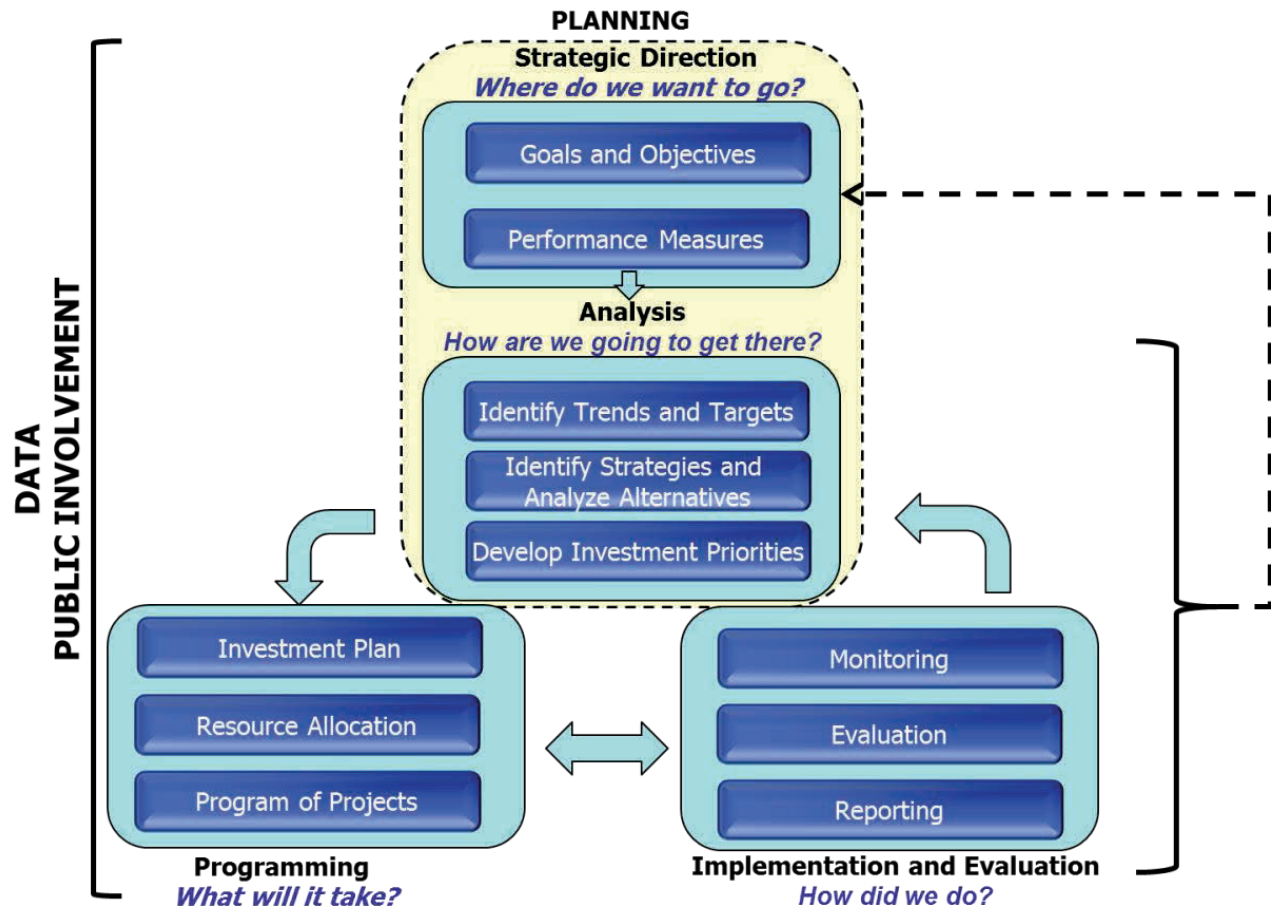 PLANNING
Strategic Direction
Where do we want to go?
Goals and Objectives
Performance Measures
Analysis
How are we going to get there?
Identify Trends and Targets
Identify Strategies and
Analyze Alternatives
Develop Investment Priorities
DATA
PUBLIC INVOLVEMENT
Investment Plan
Resource Allocation
Program of Projects
Programming
What will it take?
Monitoring
Evaluation
Reporting
Implementation and Evaluation
How did we do?